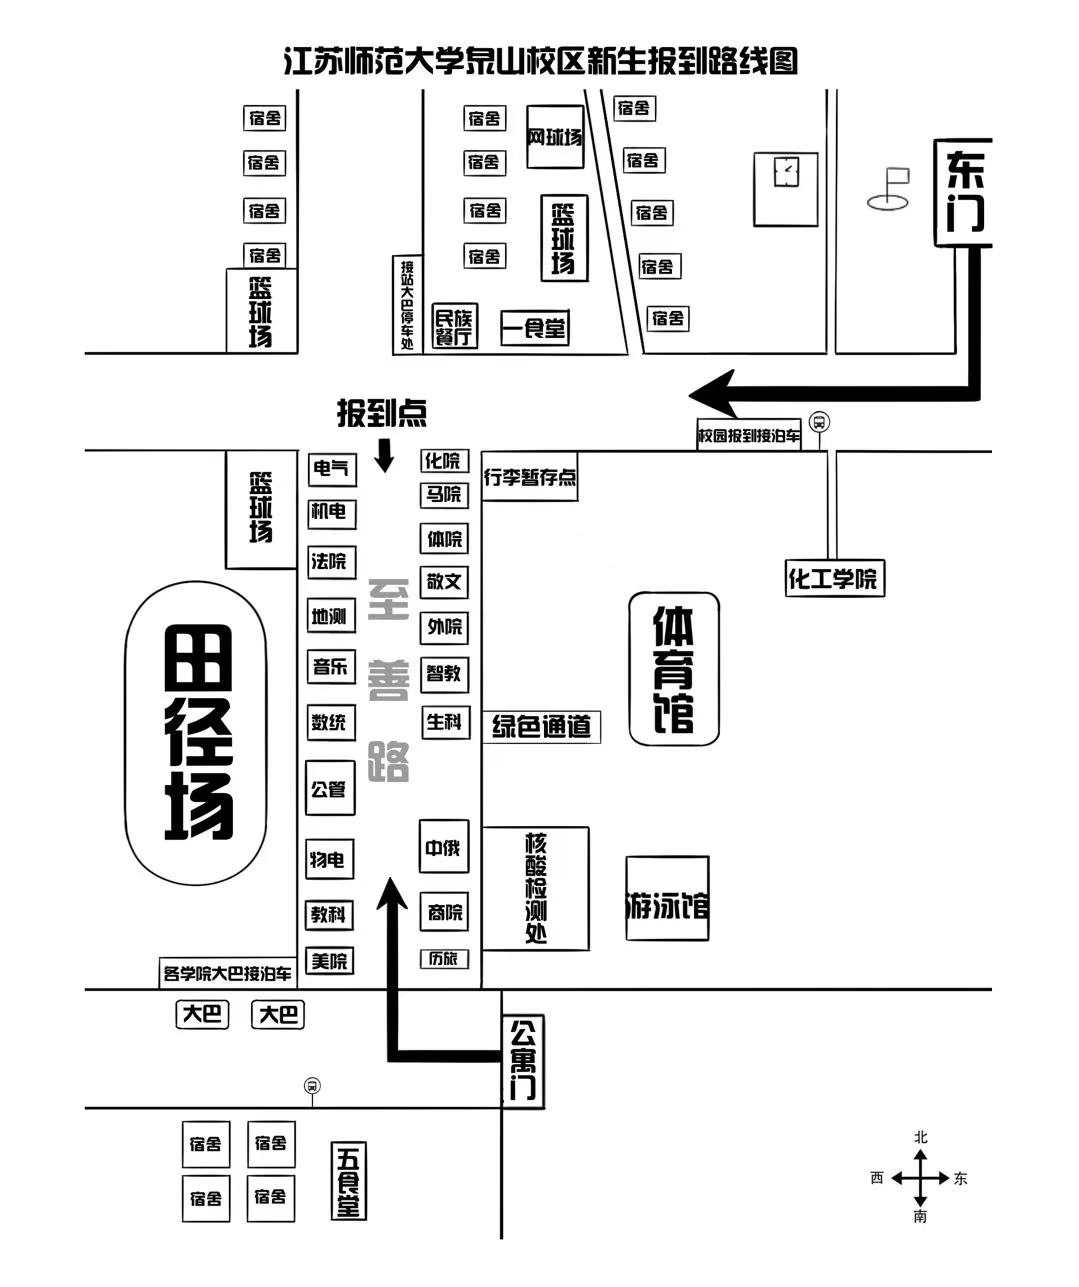 江苏师范大学泉山校区新生报到路线图
宿舍
宿舍
宿舍
宿舍
篮球场
接站大巴停车处
宿舍
宿舍
宿舍
宿舍
网球场
篮球场
民族
餐厅
一食堂
宿舍
宿舍
宿舍
宿舍
宿舍
东门
报到点
校园报到接泊车
篮球场
田径场
电气
机电
法院
地测
音乐
数统
公管
物电
教科
美院
至善路
化院
马院
体院
敬文
外院
智教
生科
中俄
商院
历旅
行李暂存点
绿色通道
核酸检测处
化工学院
体育馆
游泳馆
各学院大巴接泊车
大巴
大巴
公寓门
宿舍
宿舍
宿舍
宿舍
五食堂
北
西
东
南